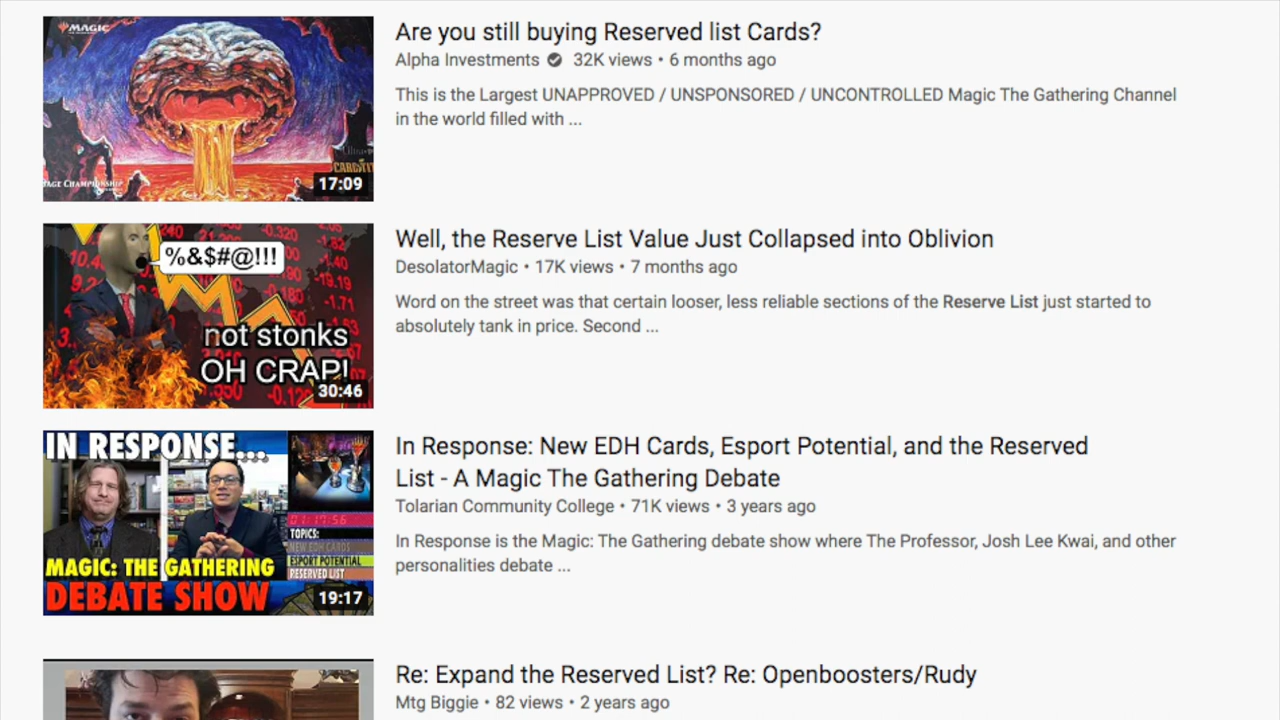 MAGIC
17:09
Are you still buying Reserved list Cards?
Alpha Investments 32K views • 6 months ago
This is the Largest UNAPPROVED / UNSPONSORED / UNCONTROLLED Magic The Gathering Channel
in the world filled with ...
%&$#@!!!
not stonks
OH CRAP!
30:46
Well, the Reserve List Value Just Collapsed into Oblivion
DesolatorMagic • 17K views • 7 months ago
Word on the street was that certain looser, less reliable sections of the Reserve List just started to
absolutely tank in price. Second ...
IN RESPONSE...
01:17:56
TOPICS:
NEW EDH CARDS
ESPORT POTENTIAL
RESERVED LIST
MAGIC: THE GATHERING
DEBATE SHOW
19:17
In Response: New EDH Cards, Esport Potential, and the Reserved
List - A Magic The Gathering Debate
Tolarian Community College • 71K views • 3 years ago
In Response is the Magic: The Gathering debate show where The Professor, Josh Lee Kwai, and other
personalities debate ...
Re: Expand the Reserved List? Re: Openboosters/Rudy
Mtg Biggie • 82 views • 2 years ago